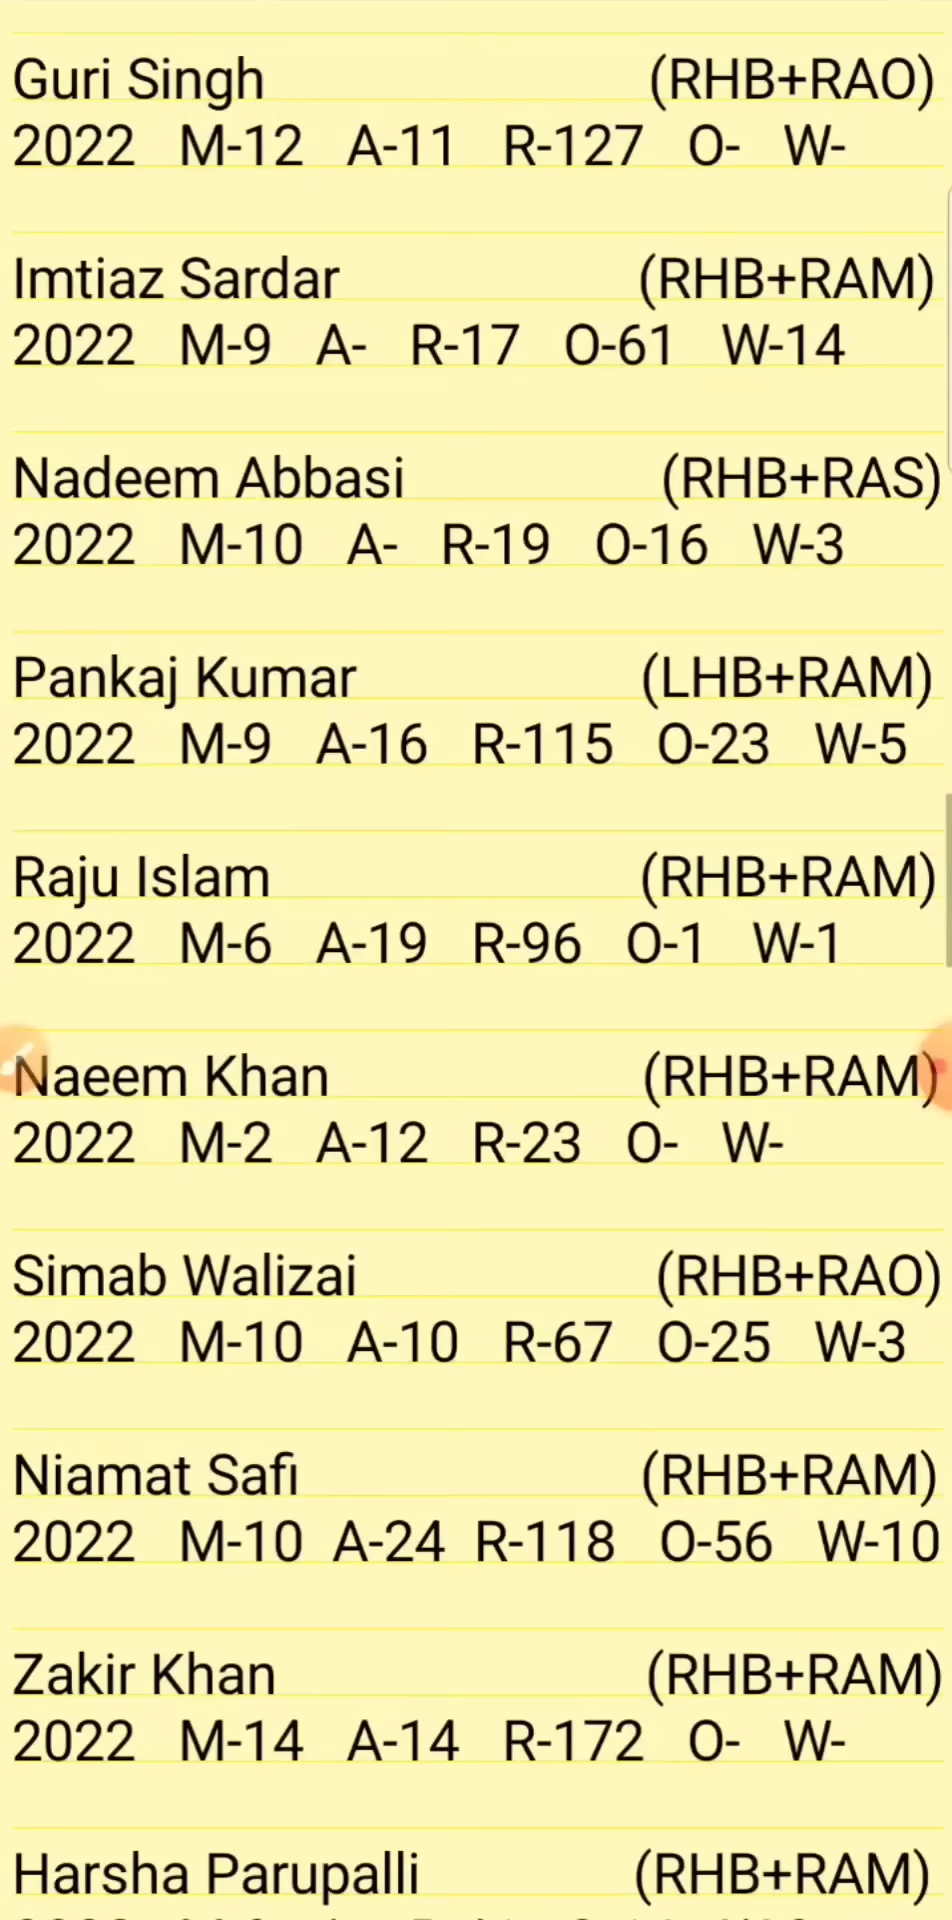 Guri Singh (RHB+RAO)
2022 M-12 A-11 R-127 O- W-
Imtiaz Sardar (RHB+RAM)
2022 M-9 A- R-17 O-61 W-14
Nadeem Abbasi (RHB+RAS)
2022 M-10 A- R-19 O-16 W-3
Pankaj Kumar (LHB+RAM)
2022 M-9 A-16 R-115 O-23 W-5
Raju Islam (RHB+RAM)
2022 M-6 A-19 R-96 O-1 W-1
Naeem Khan (RHB+RAM)
2022 M-2 A-12 R-23 O- W-
Simab Walizai (RHB+RAO)
2022 M-10 A-10 R-67 O-25 W-3
Niamat Safi (RHB+RAM)
2022 M-10 A-24 R-118 O-56 W-10
Zakir Khan (RHB+RAM)
2022 M-14 A-14 R-172 O- W-
Harsha Parupalli (RHB+RAM)